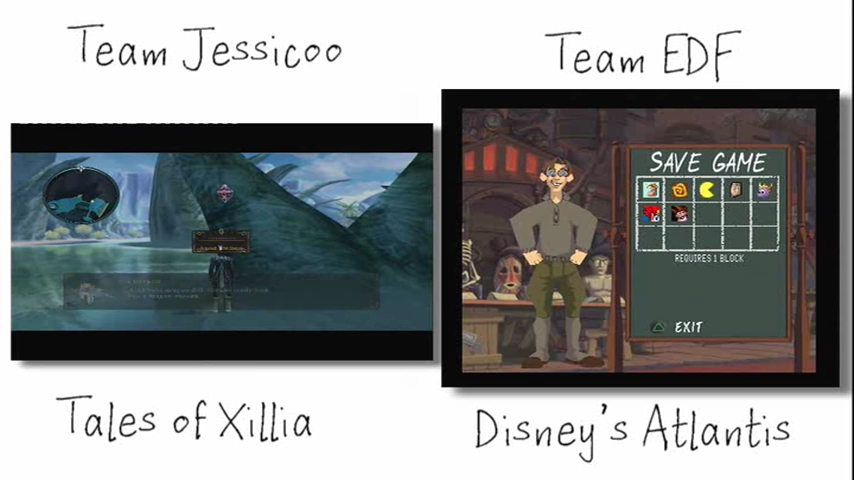 Team Jessicoo
Team EDF
SAVE GAME
REQUIRES 1 BLOCK
EXIT
Tales of Xillia
Disney's Atlantis